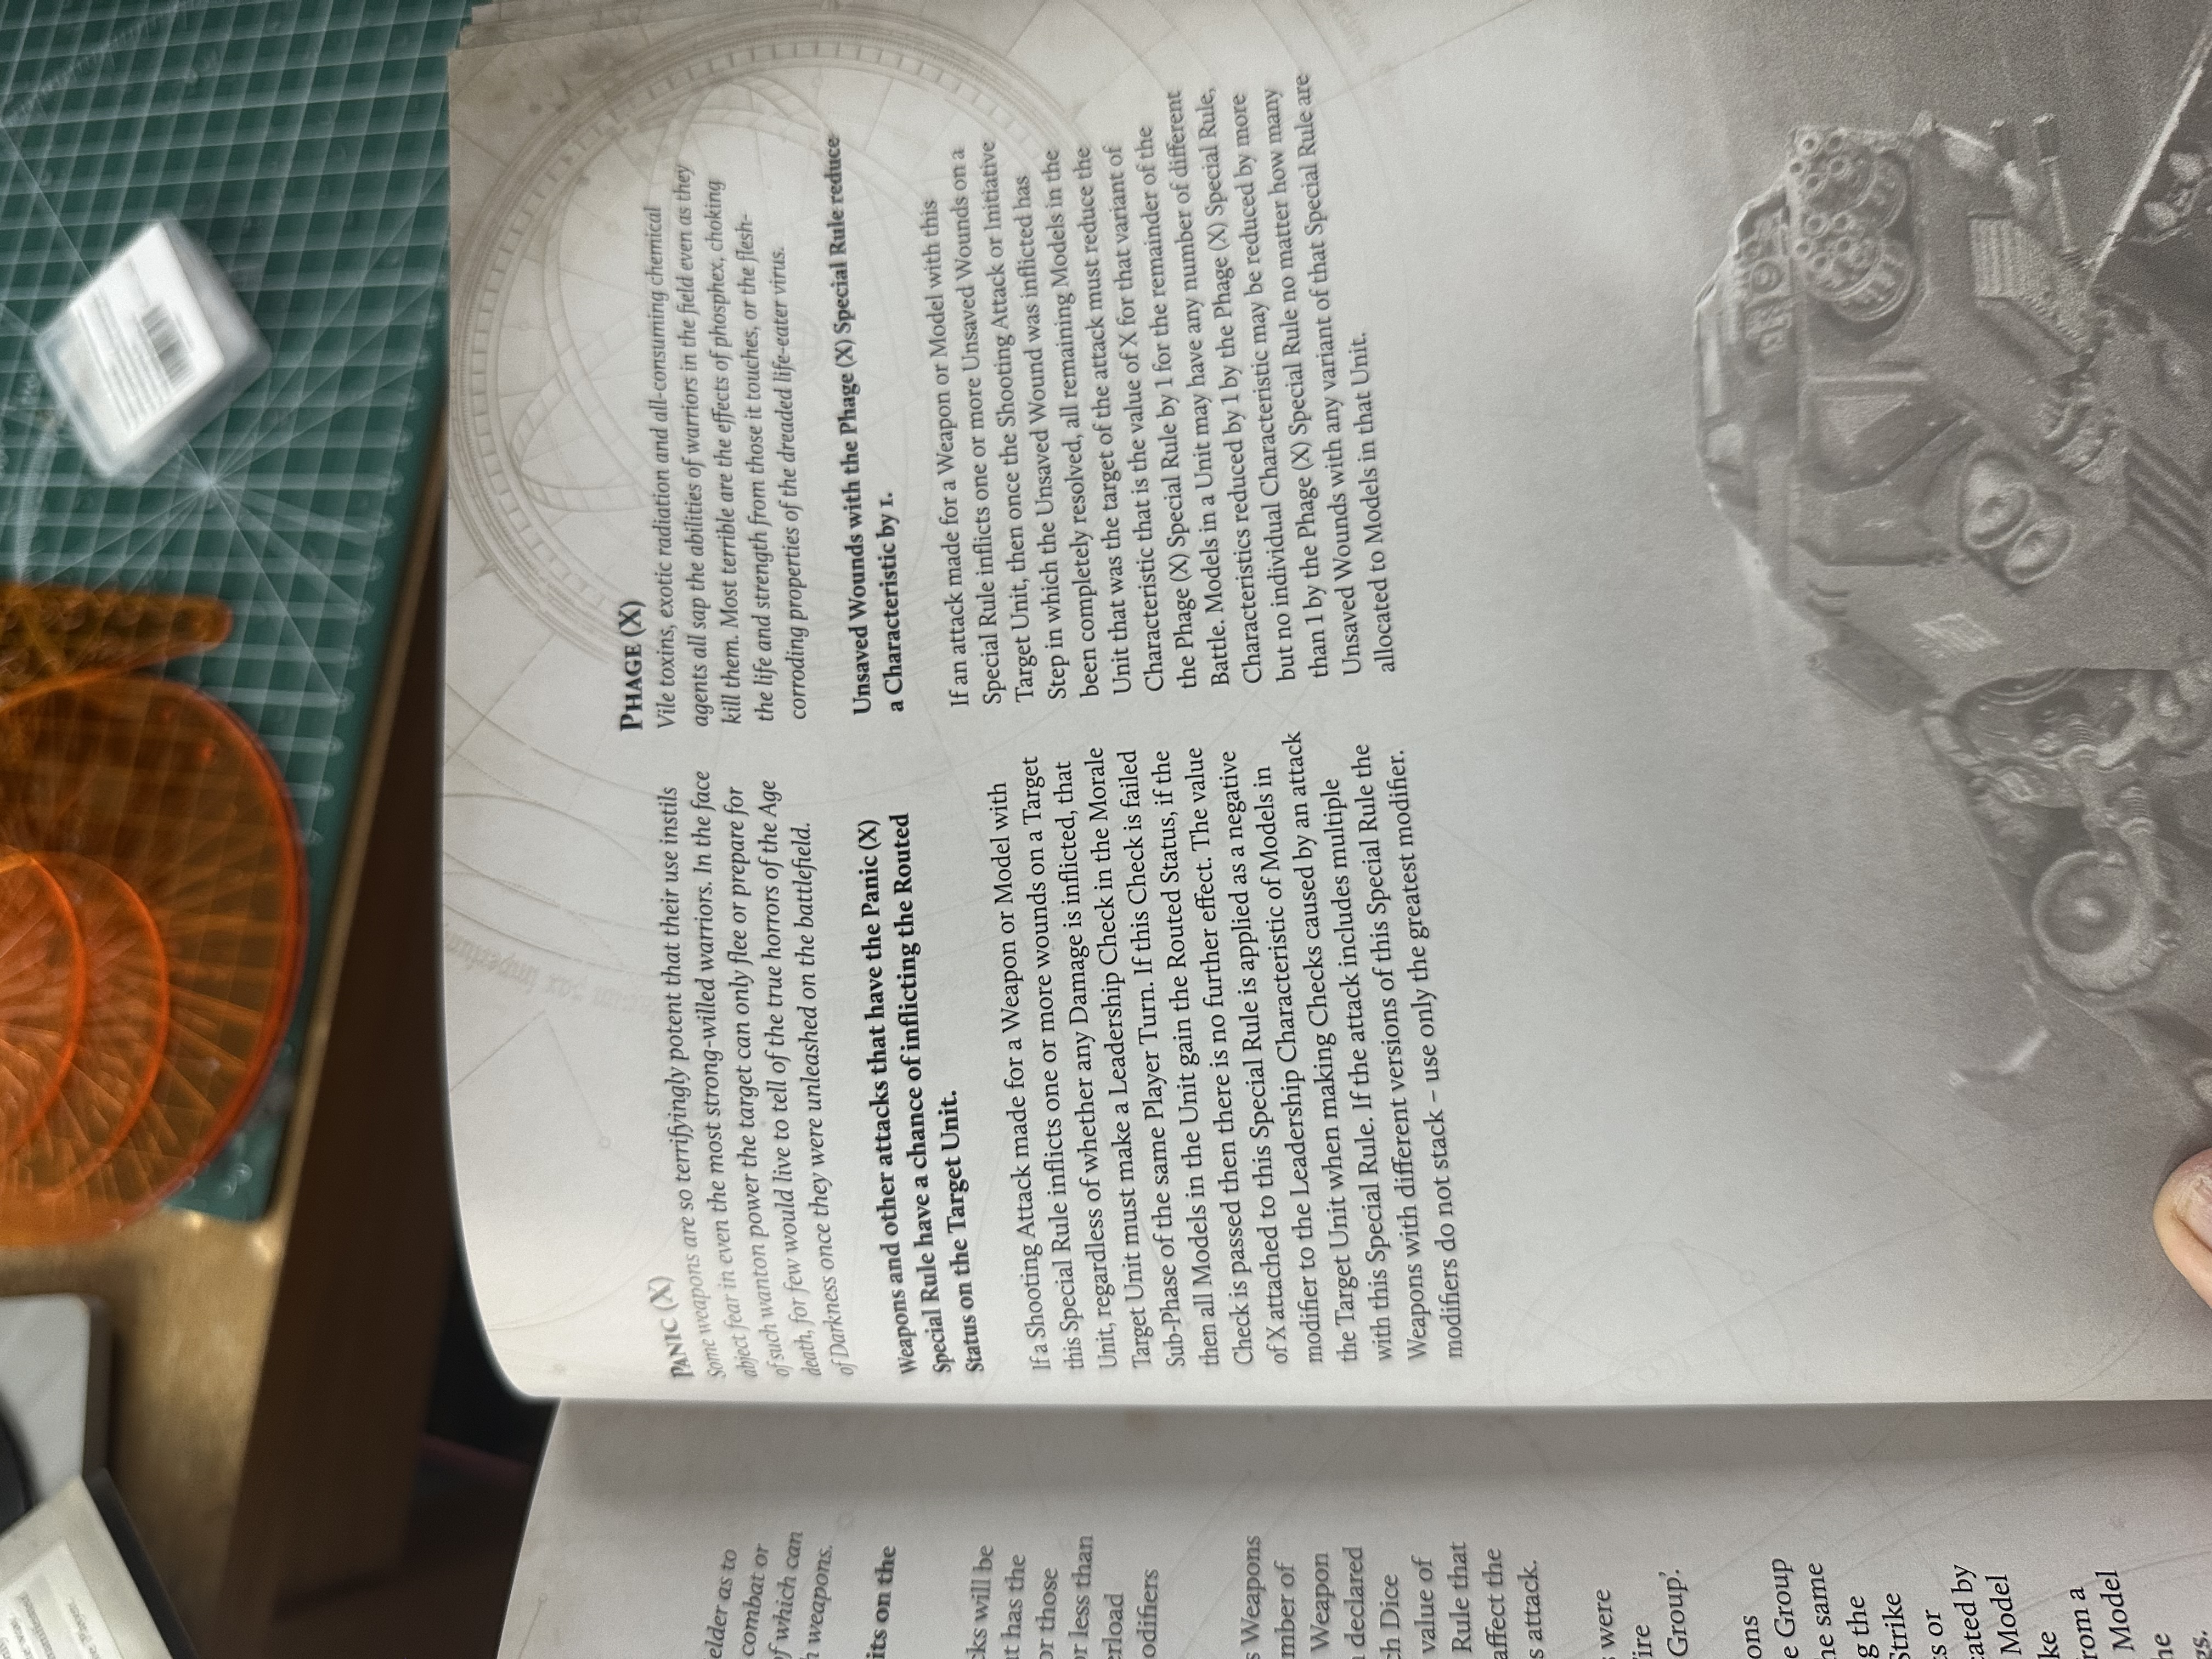 manifested
elder as to
combat or
of which can
weapons.
its on the
cks will be
at has the
or those
or less than
erload
odifiers
s Weapons
mber of
Weapon
declared
ch Dice
value of
Rule that
affect the
s attack.
s were
Fire
Group’.
ons
e Group
he same
g the
Strike
ts or
cated by
Model
ke
from a
Model
he
gs.
PANIC (X)
Some weapons are so terrifyingly potent that their use instils
abject fear in even the most strong-willed warriors. In the face
of such wanton power the target can only flee or prepare for
death, for few would live to tell of the true horrors of the Age
of Darkness once they were unleashed on the battlefield.
Weapons and other attacks that have the Panic (X)
Special Rule have a chance of inflicting the Routed
Status on the Target Unit.
If a Shooting Attack made for a Weapon or Model with
this Special Rule inflicts one or more wounds on a Target
Unit, regardless of whether any Damage is inflicted, that
Target Unit must make a Leadership Check in the Morale
Sub-Phase of the same Player Turn. If this Check is failed
then all Models in the Unit gain the Routed Status, if the
Check is passed then there is no further effect. The value
of X attached to this Special Rule is applied as a negative
modifier to the Leadership Characteristic of Models in
the Target Unit when making Checks caused by an attack
with this Special Rule. If the attack includes multiple
Weapons with different versions of this Special Rule the
modifiers do not stack – use only the greatest modifier.
PHAGE (X)
Vile toxins, exotic radiation and all-consuming chemical
agents all sap the abilities of warriors in the field even as they
kill them. Most terrible are the effects of phosphex, choking
the life and strength from those it touches, or the flesh-
corroding properties of the dreaded life-eater virus.
Unsaved Wounds with the Phage (X) Special Rule reduce
a Characteristic by 1.
If an attack made for a Weapon or Model with this
Special Rule inflicts one or more Unsaved Wounds on a
Target Unit, then once the Shooting Attack or Initiative
Step in which the Unsaved Wound was inflicted has
been completely resolved, all remaining Models in the
Unit that was the target of the attack must reduce the
Characteristic that is the value of X for that variant of
the Phage (X) Special Rule by 1 for the remainder of the
Battle. Models in a Unit may have any number of different
Characteristics reduced by 1 by the Phage (X) Special Rule,
but no individual Characteristic may be reduced by more
than 1 by the Phage (X) Special Rule no matter how many
Unsaved Wounds with any variant of that Special Rule are
allocated to Models in that Unit.